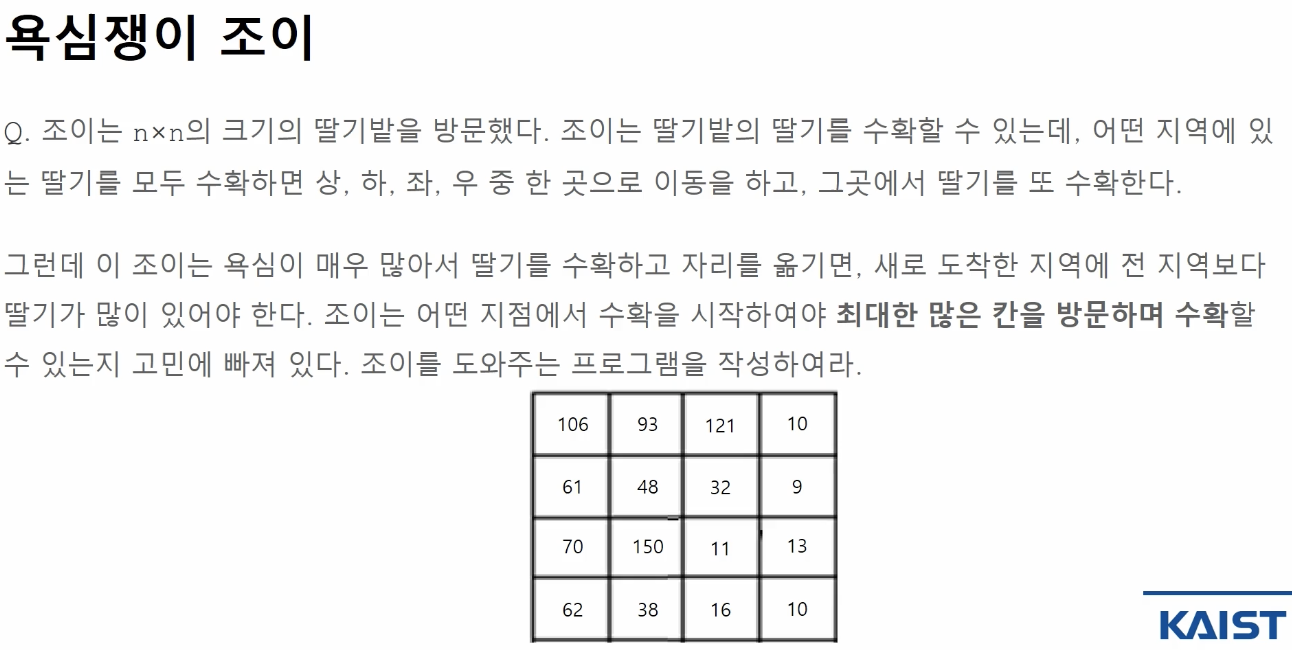 욕심쟁이 조이
Q. 조이는 n×n의 크기의 딸기밭을 방문했다. 조이는 딸기밭의 딸기를 수확할 수 있는데, 어떤 지역에 있
는 딸기를 모두 수확하면 상, 하, 좌, 우 중 한 곳으로 이동을 하고, 그곳에서 딸기를 또 수확한다.
그런데 이 조이는 욕심이 매우 많아서 딸기를 수확하고 자리를 옮기면, 새로 도착한 지역에 전 지역보다
딸기가 많이 있어야 한다. 조이는 어떤 지점에서 수확을 시작하여야 최대한 많은 칸을 방문하며 수확할
수 있는지 고민에 빠져 있다. 조이를 도와주는 프로그램을 작성하여라.
106 93 121 10
61 48 32 9
70 150 11 13
62 38 16 10
KAIST